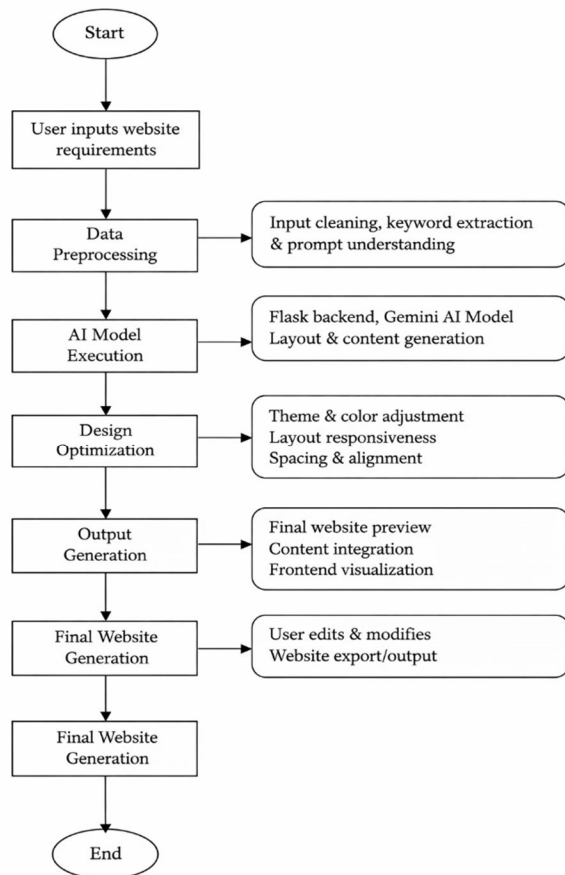 Start
User inputs website
requirements
Data
Preprocessing
Input cleaning, keyword extraction
& prompt understanding
AI Model
Execution
Flask backend, Gemini AI Model
Layout & content generation
Design
Optimization
Theme & color adjustment
Layout responsiveness
Spacing & alignment
Output
Generation
Final website preview
Content integration
Frontend visualization
Final Website
Generation
User edits & modifies
Website export/output
Final Website
Generation
End